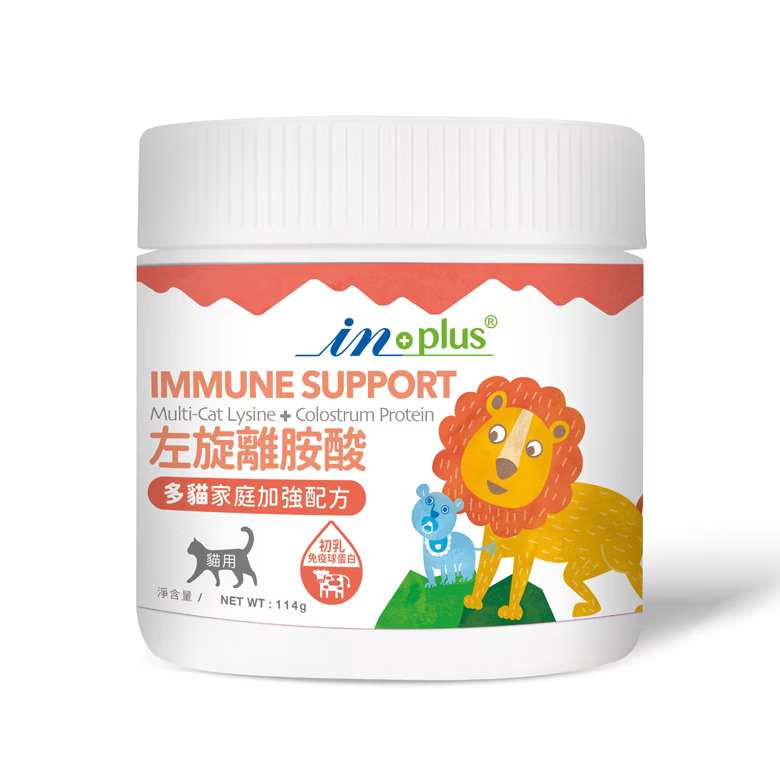 in+plus®
IMMUNE SUPPORT
Multi-Cat Lysine + Colostrum Protein
左旋離胺酸
多貓家庭加強配方
貓用
初乳
免疫球蛋白
淨含量/ NET WT : 114g